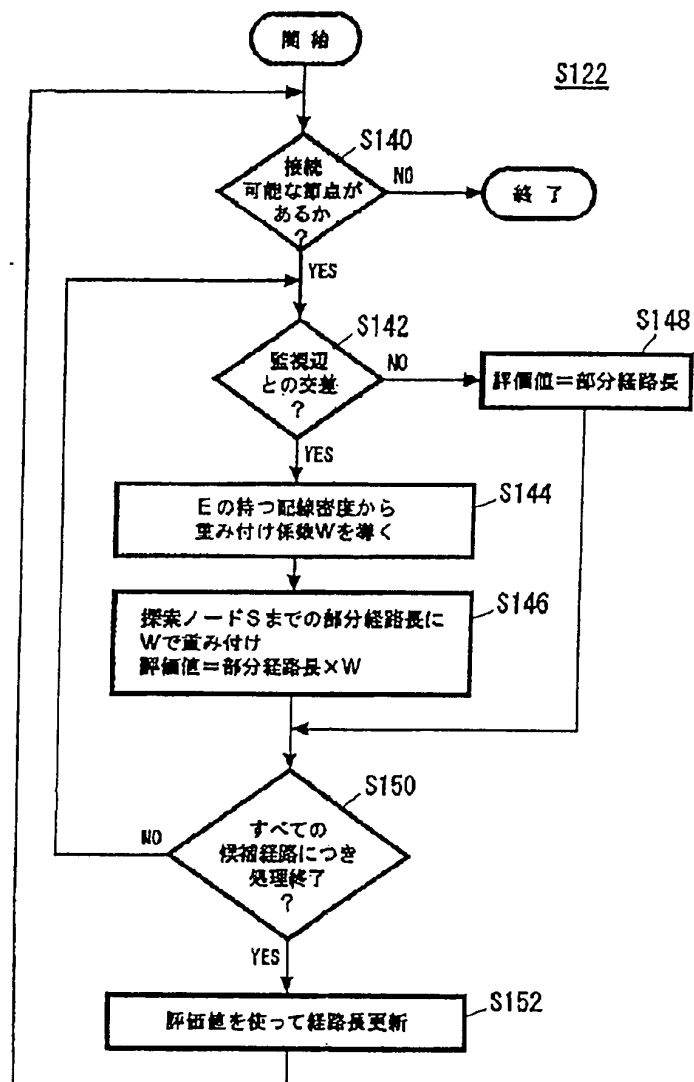 開始
S122
S140
接続
可能な節点が
あるか
?
NO
終了
YES
S142
監視辺
との交差
?
NO
S148
評価値=部分経路長
YES
S144
Eの持つ配線密度から
重み付け係数Wを導く
S146
探索ノードSまでの部分経路長に
Wで重み付け
評価値=部分経路長×W
S150
すべての
候補経路につき
処理終了
?
NO
YES
S152
評価値を使って経路長更新